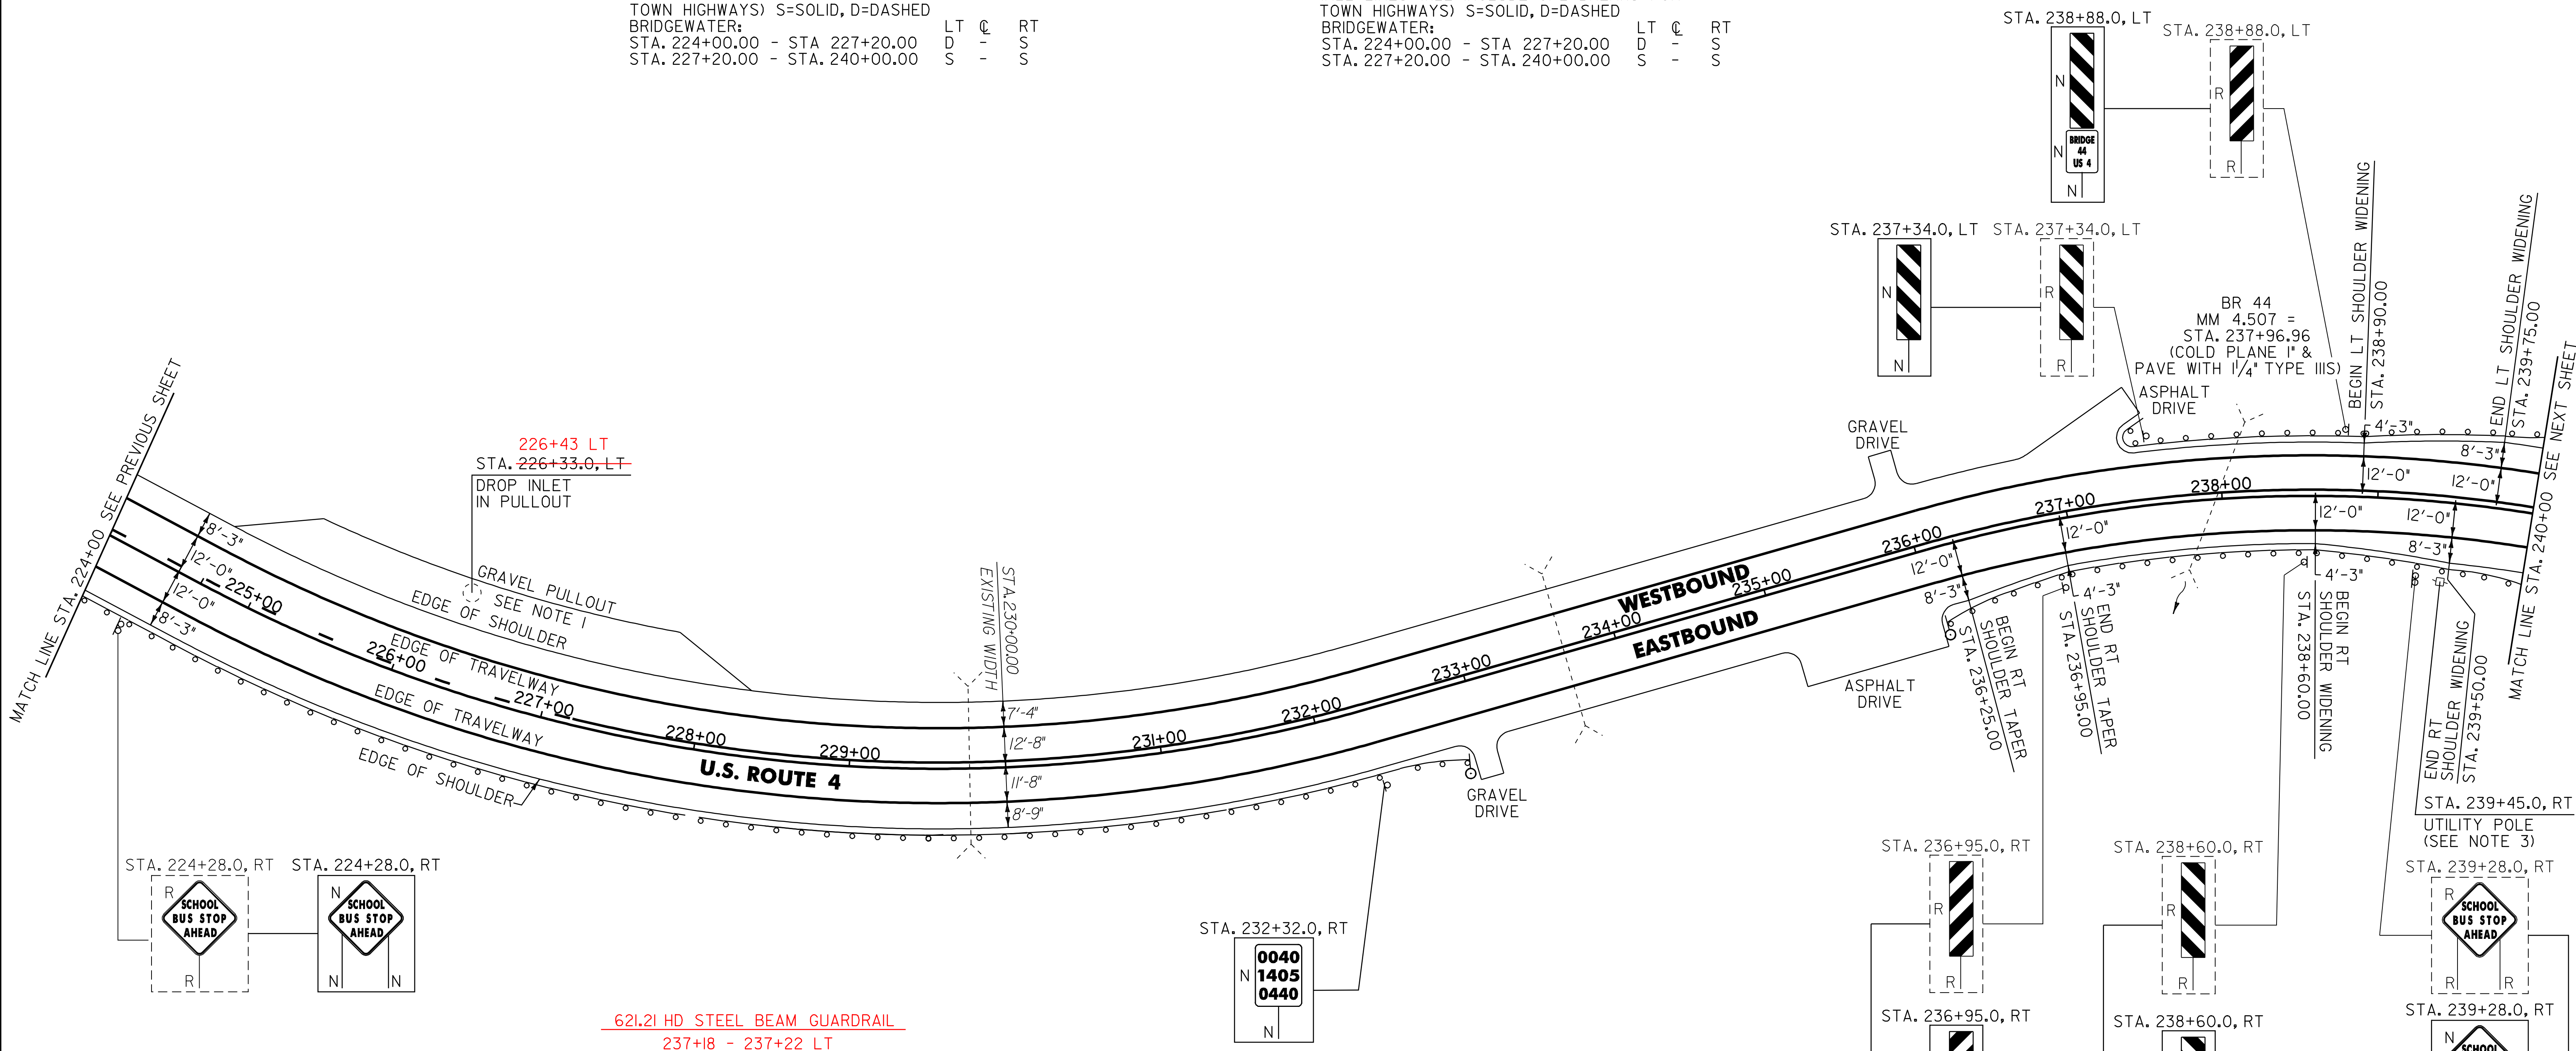 TOWN HIGHWAYS) S=SOLID, D=DASHED
BRIDGEWATER: LT ℄ RT
STA. 224+00.00 - STA 227+20.00 D - S
STA. 227+20.00 - STA. 240+00.00 S - S
TOWN HIGHWAYS) S=SOLID, D=DASHED
BRIDGEWATER: LT ℄ RT
STA. 224+00.00 - STA 227+20.00 D - S
STA. 227+20.00 - STA. 240+00.00 S - S
STA. 238+88.0, LT
N
BRIDGE
44
US 4
N
N
STA. 238+88.0, LT
R
R
STA. 237+34.0, LT
N
N
STA. 237+34.0, LT
R
R
BR 44
MM 4.507 =
STA. 237+96.96
(COLD PLANE 1" &
PAVE WITH 1 1/4" TYPE IIIS)
ASPHALT
DRIVE
BEGIN LT SHOULDER WIDENING
STA. 238+90.00
END LT SHOULDER WIDENING
STA. 239+75.00
MATCH LINE STA. 240+00 SEE NEXT SHEET
MATCH LINE STA. 224+00 SEE PREVIOUS SHEET
226+43 LT
STA. 226+33.0, LT
DROP INLET
IN PULLOUT
GRAVEL PULLOUT
SEE NOTE 1
EDGE OF SHOULDER
EDGE OF TRAVELWAY
EDGE OF TRAVELWAY
EDGE OF SHOULDER
8'-3"
12'-0"
12'-0"
8'-3"
225+00
226+00
227+00
228+00
229+00
231+00
232+00
233+00
234+00
235+00
236+00
237+00
238+00
U.S. ROUTE 4
STA. 230+00.00
EXISTING WIDTH
7'-4"
12'-8"
11'-8"
8'-9"
WESTBOUND
EASTBOUND
GRAVEL
DRIVE
GRAVEL
DRIVE
ASPHALT
DRIVE
12'-0"
8'-3"
BEGIN RT
SHOULDER TAPER
STA. 236+25.00
12'-0"
4'-3"
END RT
SHOULDER TAPER
STA. 236+95.00
4'-3"
12'-0"
8'-3"
12'-0"
12'-0"
4'-3"
BEGIN RT
SHOULDER WIDENING
STA. 238+60.00
12'-0"
8'-3"
END RT
SHOULDER WIDENING
STA. 239+50.00
STA. 239+45.0, RT
UTILITY POLE
(SEE NOTE 3)
STA. 224+28.0, RT
R
SCHOOL
BUS STOP
AHEAD
R
STA. 224+28.0, RT
N
SCHOOL
BUS STOP
AHEAD
N N
STA. 232+32.0, RT
0040
N 1405
0440
N
STA. 236+95.0, RT
R
R
STA. 236+95.0, RT
STA. 238+60.0, RT
R
R
STA. 238+60.0, RT
STA. 239+28.0, RT
R
SCHOOL
BUS STOP
AHEAD
R R
STA. 239+28.0, RT
N
621.21 HD STEEL BEAM GUARDRAIL
237+18 - 237+22 LT